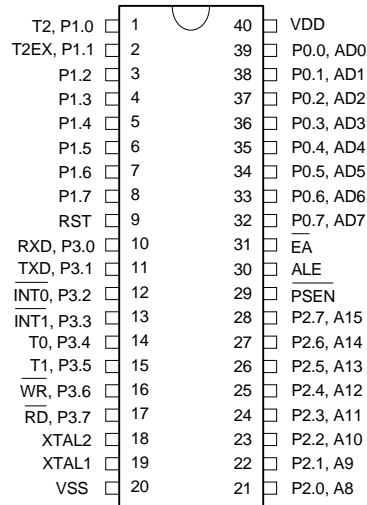 T2, P1.0 1 40 VDD
T2EX, P1.1 2 39 P0.0, AD0
P1.2 3 38 P0.1, AD1
P1.3 4 37 P0.2, AD2
P1.4 5 36 P0.3, AD3
P1.5 6 35 P0.4, AD4
P1.6 7 34 P0.5, AD5
P1.7 8 33 P0.6, AD6
RST 9 32 P0.7, AD7
RXD, P3.0 10 31 E̅A̅
TXD, P3.1 11 30 ALE
I̅N̅T̅0̅, P3.2 12 29 P̅S̅E̅N̅
I̅N̅T̅1̅, P3.3 13 28 P2.7, A15
T0, P3.4 14 27 P2.6, A14
T1, P3.5 15 26 P2.5, A13
W̅R̅, P3.6 16 25 P2.4, A12
R̅D̅, P3.7 17 24 P2.3, A11
XTAL2 18 23 P2.2, A10
XTAL1 19 22 P2.1, A9
VSS 20 21 P2.0, A8